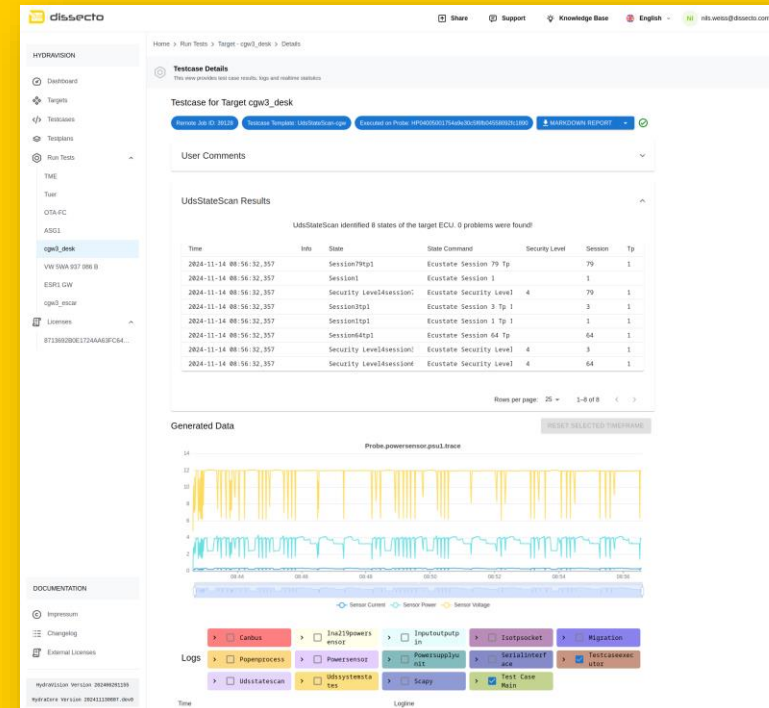 dissecto
Share
Support
Knowledge Base
English
NI
nils.weiss@dissecto.com
HYDRAVISION
Dashboard
Targets
Testcases
Testplans
Run Tests
TME
Tuer
OTA-FC
ASG1
cgw3_desk
VW 5WA 937 086 B
ESR1 GW
cgw3_escar
Licenses
DOCUMENTATION
Impressum
Changelog
External Licenses
Home > Run Tests > Target - cgw3_desk > Details
Testcase Details
This view provides test case results, logs and realtime statistics
Testcase for Target cgw3_desk
Remote Job ID: 39126
Testcase Template: UdsStateScan-cgw
MARKDOWN REPORT
User Comments
UdsStateScan Results
UdsStateScan identified 8 states of the target ECU. 0 problems were found!
Time Info State State Command Security Level Session Tp
2024-11-14 08:56:32,357 Session79tp1 Ecustate Session 79 Tp 79 1
2024-11-14 08:56:32,357 Session1 Ecustate Session 1 1
2024-11-14 08:56:32,357 Security Level4session Ecustate Security Level 4 79 1
2024-11-14 08:56:32,357 Session3tp1 Ecustate Session 3 Tp 1 3 1
2024-11-14 08:56:32,357 Session1tp1 Ecustate Session 1 Tp 1 1 1
2024-11-14 08:56:32,357 Session64tp1 Ecustate Session 64 Tp 64 1
2024-11-14 08:56:32,357 Security Level4session Ecustate Security Level 4 3 1
2024-11-14 08:56:32,357 Security Level4session Ecustate Security Level 4 64 1
Rows per page: 25 1–8 of 8
Generated Data
RESET SELECTED TIMEFRAME
Probe.powersensor.psu1.trace
14
12
10
8
6
4
2
0
08:44 08:46 08:48 08:50 08:52 08:54 08:56
Sensor Current Sensor Power Sensor Voltage
Logs
Canbus
Ina219powersensor
Inputoutputpin
Isotpsocket
Migration
Popenprocess
Powersensor
Powersupplyunit
Serialinterface
Testcaseexecutor
Udsstatescan
Udssystemstates
Scapy
Test Case Main
Time Logline